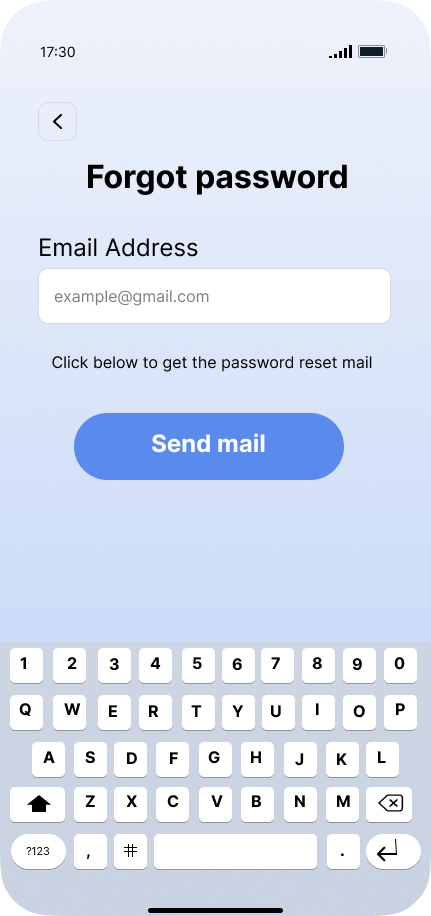 17:30
Forgot password
Email Address
example@gmail.com
Click below to get the password reset mail
Send mail
1 2 3 4 5 6 7 8 9 0
Q W E R T Y U I O P
A S D F G H J K L
Z X C V B N M
?123 , # .